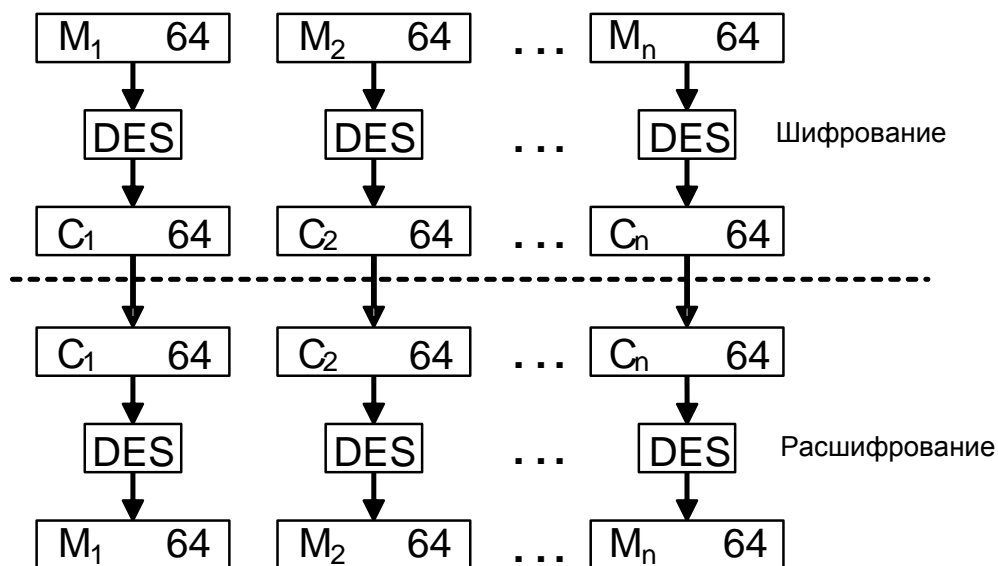 M1 64 M2 64 ... Mn 64
DES DES ... DES Шифрование
C1 64 C2 64 ... Cn 64
C1 64 C2 64 ... Cn 64
DES DES ... DES Расшифрование
M1 64 M2 64 ... Mn 64